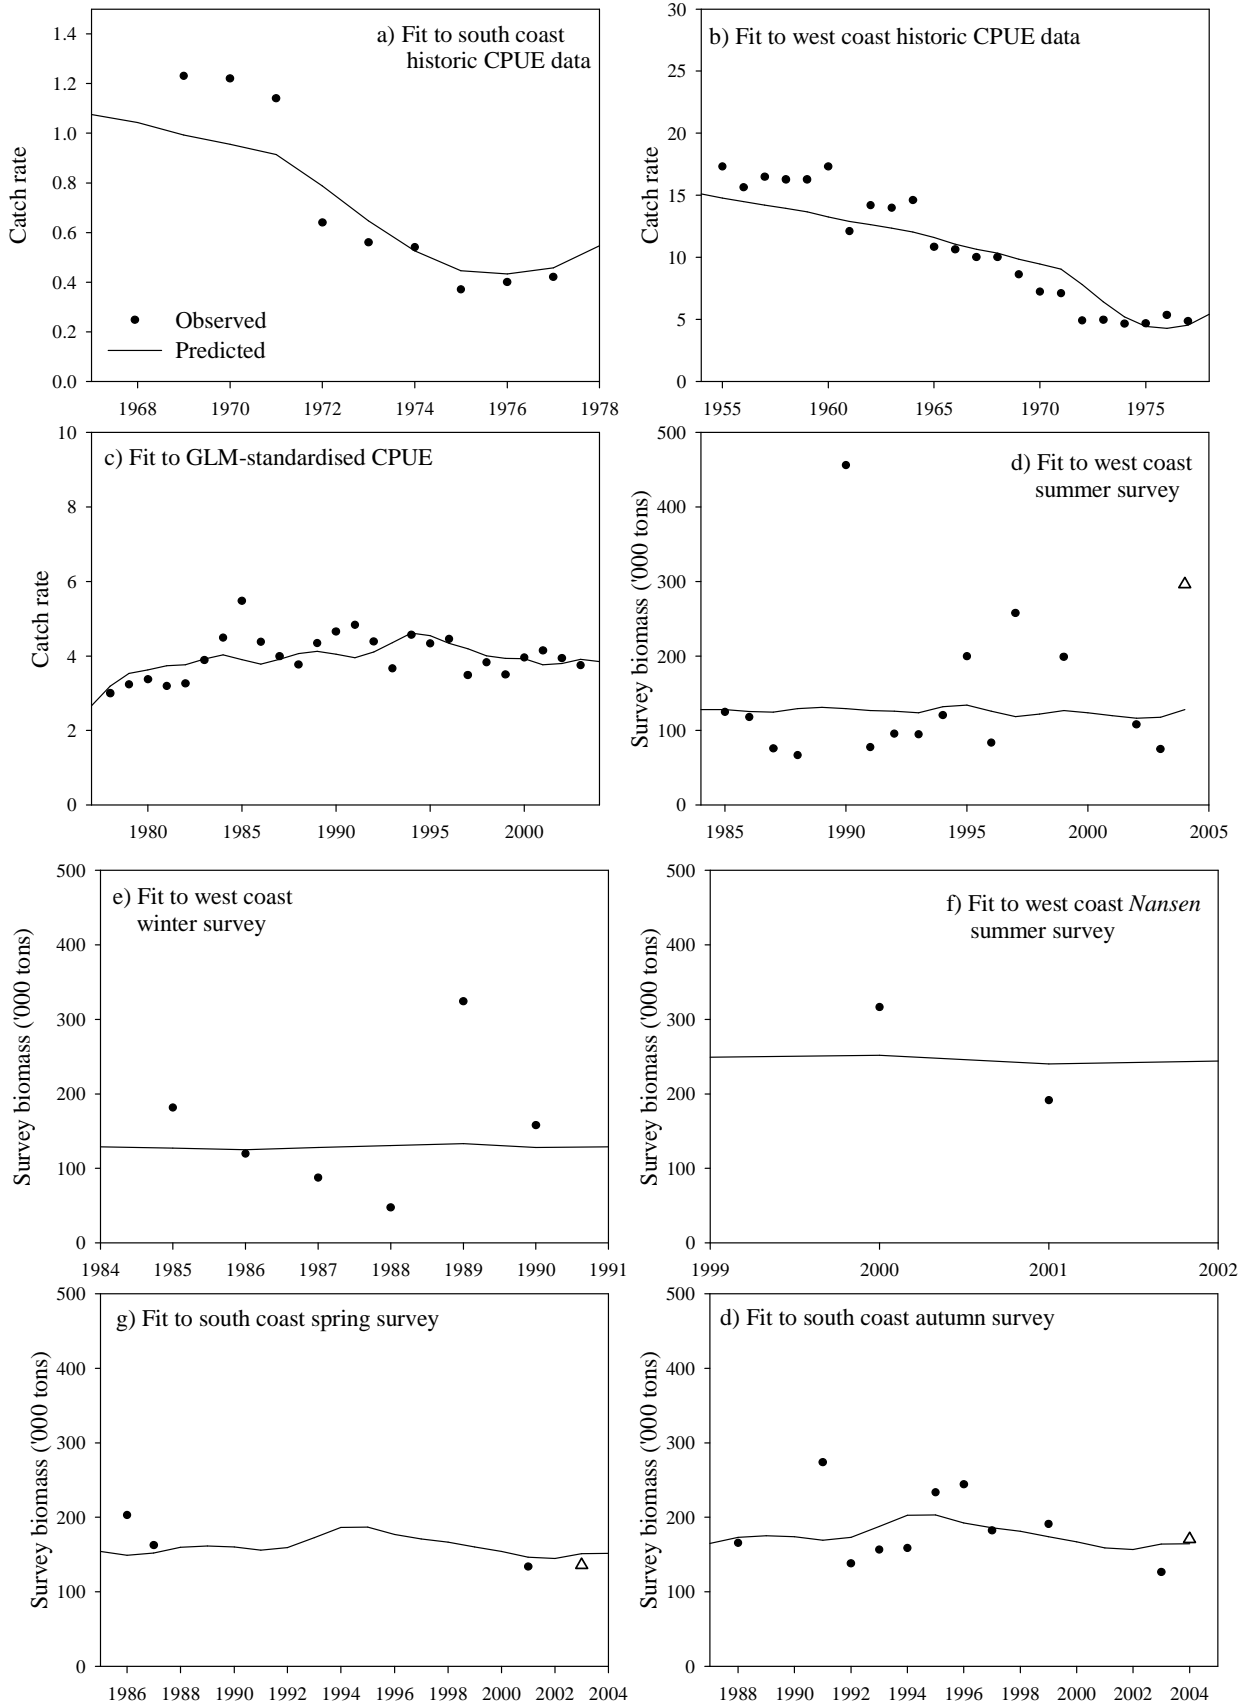 a) Fit to south coast
historic CPUE data
Catch rate
1.4
1.2
1.0
0.8
0.6
0.4
0.2
0.0
Observed
Predicted
1968 1970 1972 1974 1976 1978
b) Fit to west coast historic CPUE data
Catch rate
30
25
20
15
10
5
0
1955 1960 1965 1970 1975
c) Fit to GLM-standardised CPUE
Catch rate
10
8
6
4
2
0
1980 1985 1990 1995 2000
d) Fit to west coast
summer survey
Survey biomass ('000 tons)
500
400
300
200
100
0
1985 1990 1995 2000 2005
e) Fit to west coast
winter survey
Survey biomass ('000 tons)
500
400
300
200
100
0
1984 1985 1986 1987 1988 1989 1990 1991
f) Fit to west coast Nansen
summer survey
Survey biomass ('000 tons)
500
400
300
200
100
0
1999 2000 2001 2002
g) Fit to south coast spring survey
Survey biomass ('000 tons)
500
400
300
200
100
0
1986 1988 1990 1992 1994 1996 1998 2000 2002 2004
d) Fit to south coast autumn survey
Survey biomass ('000 tons)
500
400
300
200
100
0
1988 1990 1992 1994 1996 1998 2000 2002 2004